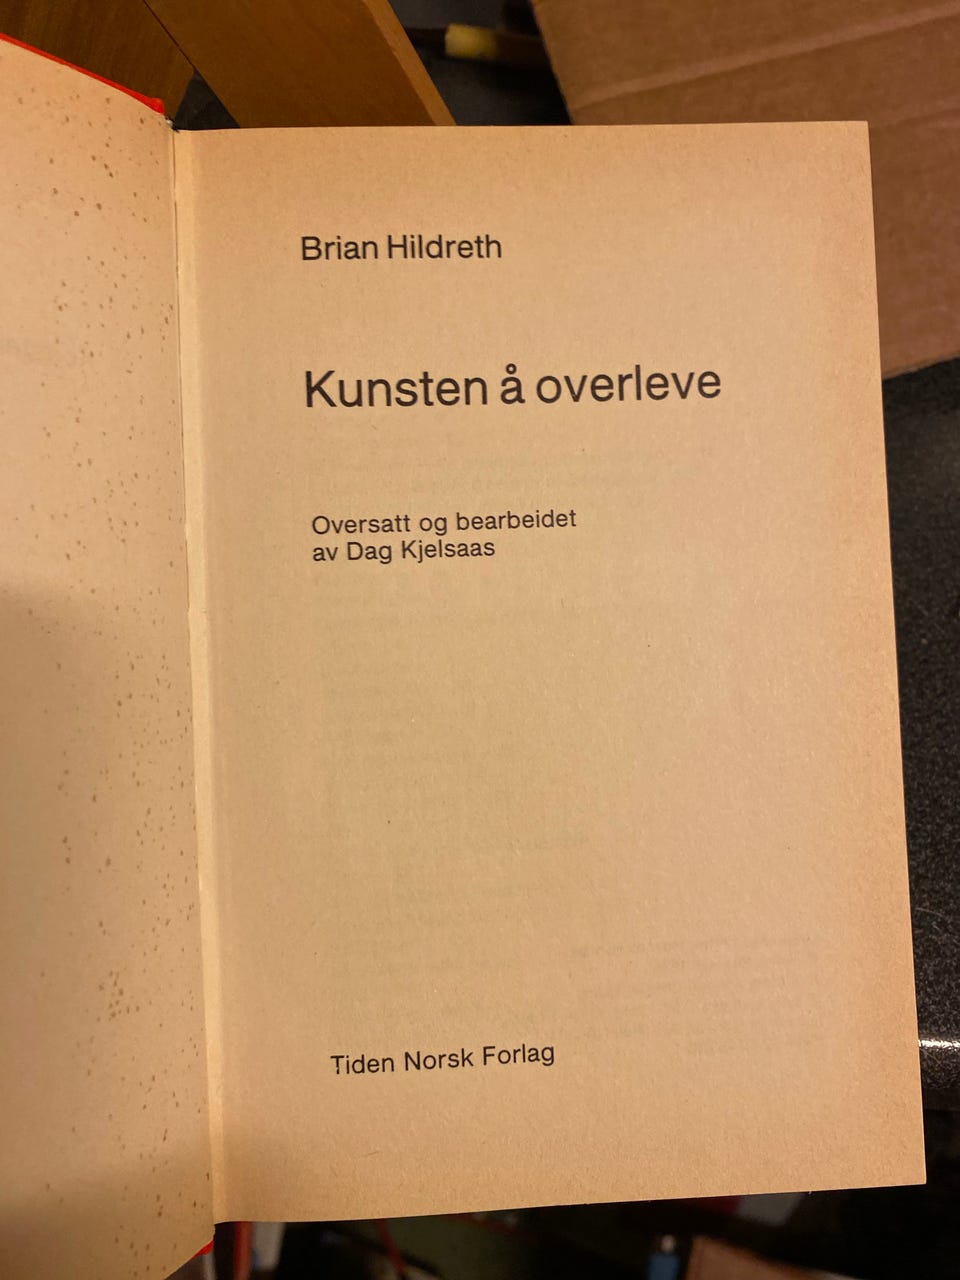 Brian Hildreth
Kunsten å overleve
Oversatt og bearbeidet
av Dag Kjelsaas
Tiden Norsk Forlag